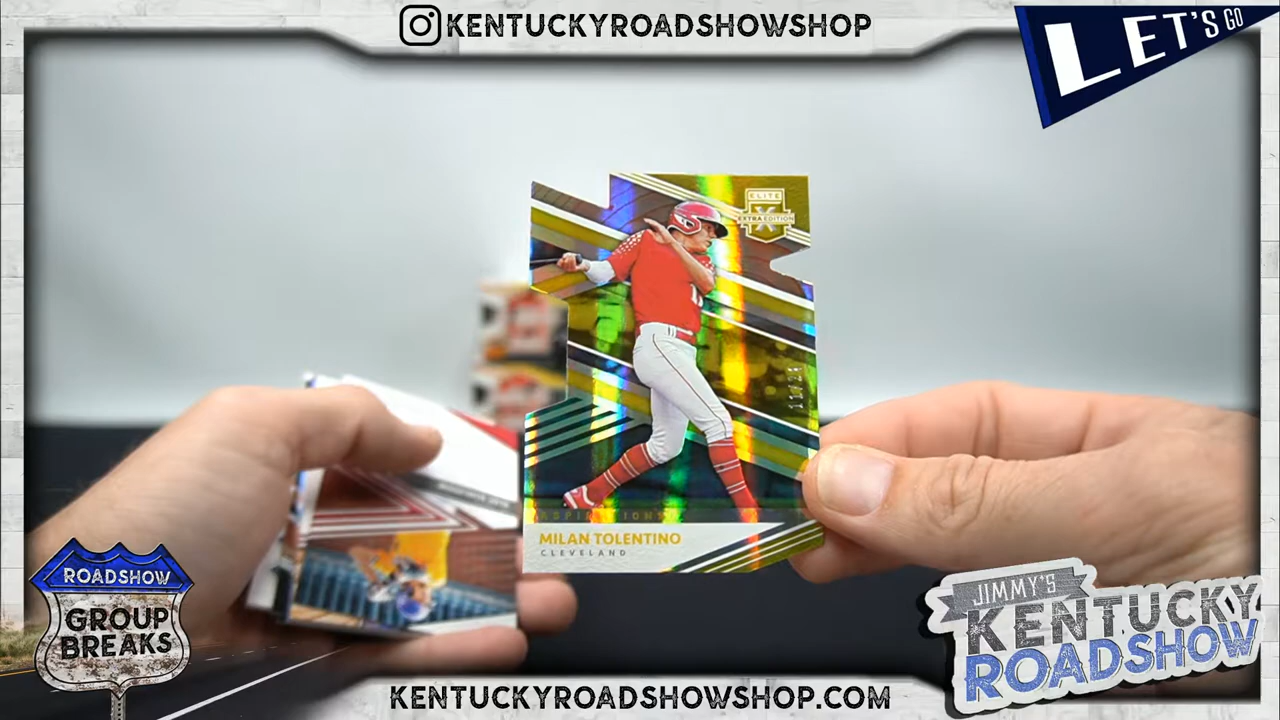 KENTUCKYROADSHOWSHOP
LET'S GO
ELITE
EXTRA EDITION
X
ASPIRATIONS
MILAN TOLENTINO
CLEVELAND
ROADSHOW
GROUP
BREAKS
JIMMY'S
KENTUCKY
ROADSHOW
KENTUCKYROADSHOWSHOP.COM